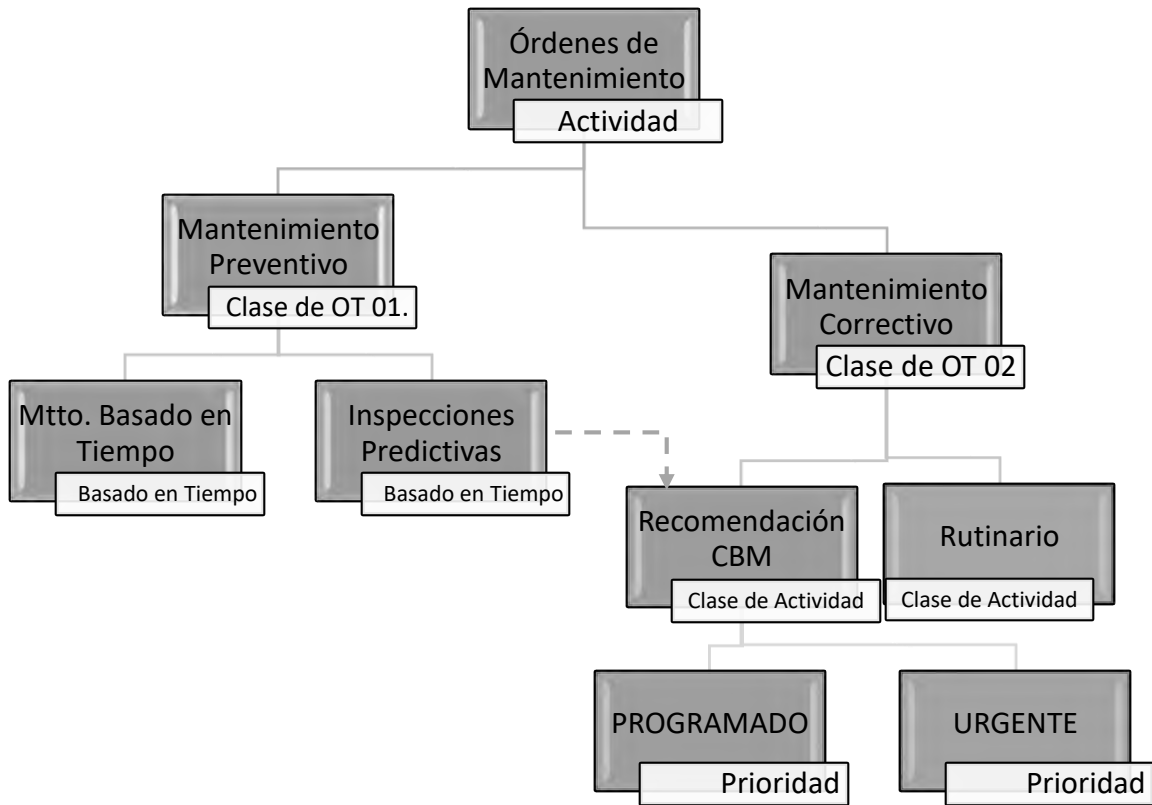 Órdenes de
Mantenimiento
Actividad
Mantenimiento
Preventivo
Clase de OT 01.
Mantenimiento
Correctivo
Clase de OT 02
Mtto. Basado en
Tiempo
Basado en Tiempo
Inspecciones
Predictivas
Basado en Tiempo
Recomendación
CBM
Clase de Actividad
Rutinario
Clase de Actividad
PROGRAMADO
Prioridad
URGENTE
Prioridad